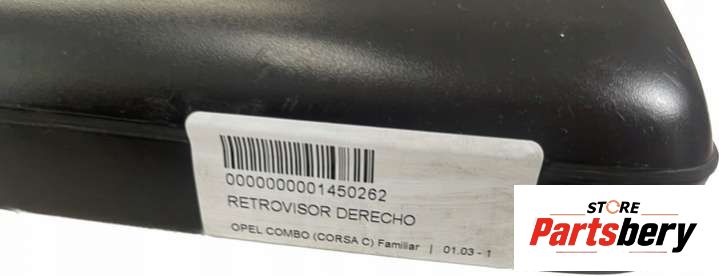 0000000001450262
RETROVISOR DERECHO
OPEL COMBO (CORSA C) Familiar | 01.03 - 1
STORE
Partsbery